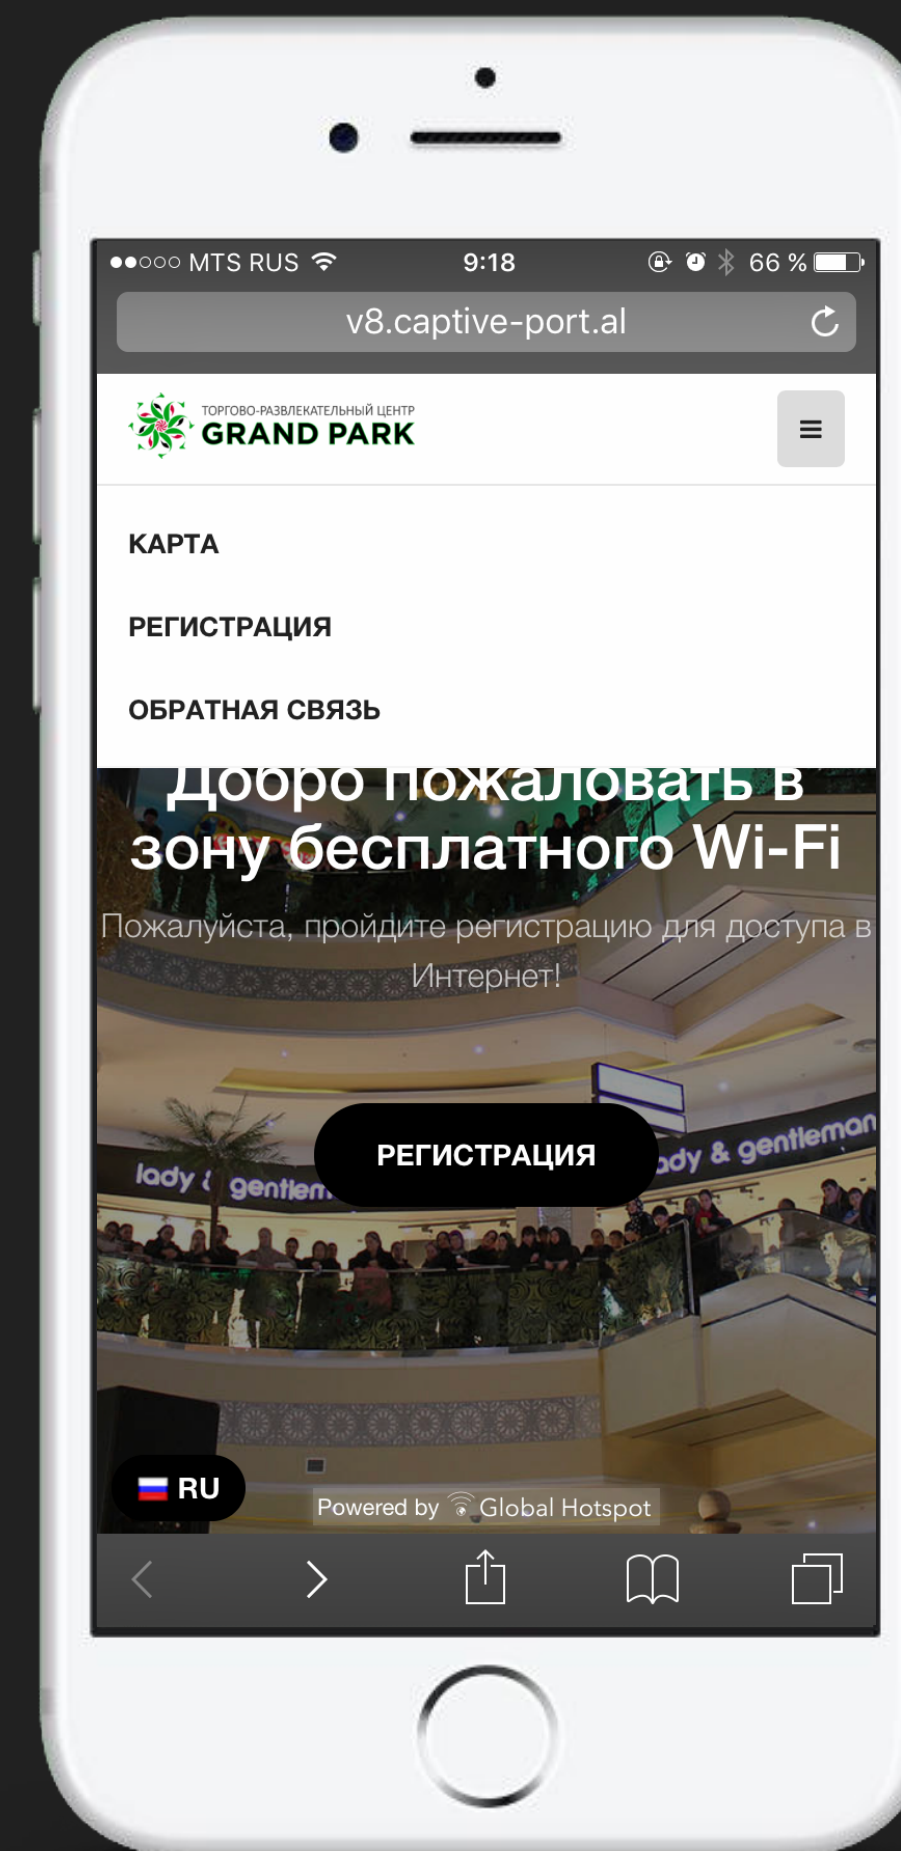 MTS RUS
9:18
66 %
v8.captive-port.al
ТОРГОВО-РАЗВЛЕКАТЕЛЬНЫЙ ЦЕНТР
GRAND PARK
КАРТА
РЕГИСТРАЦИЯ
ОБРАТНАЯ СВЯЗЬ
Добро пожаловать в
зону бесплатного Wi-Fi
Пожалуйста, пройдите регистрацию для доступа в
Интернет!
РЕГИСТРАЦИЯ
lady & gentlem
ady & gentleman
RU
Powered by Global Hotspot